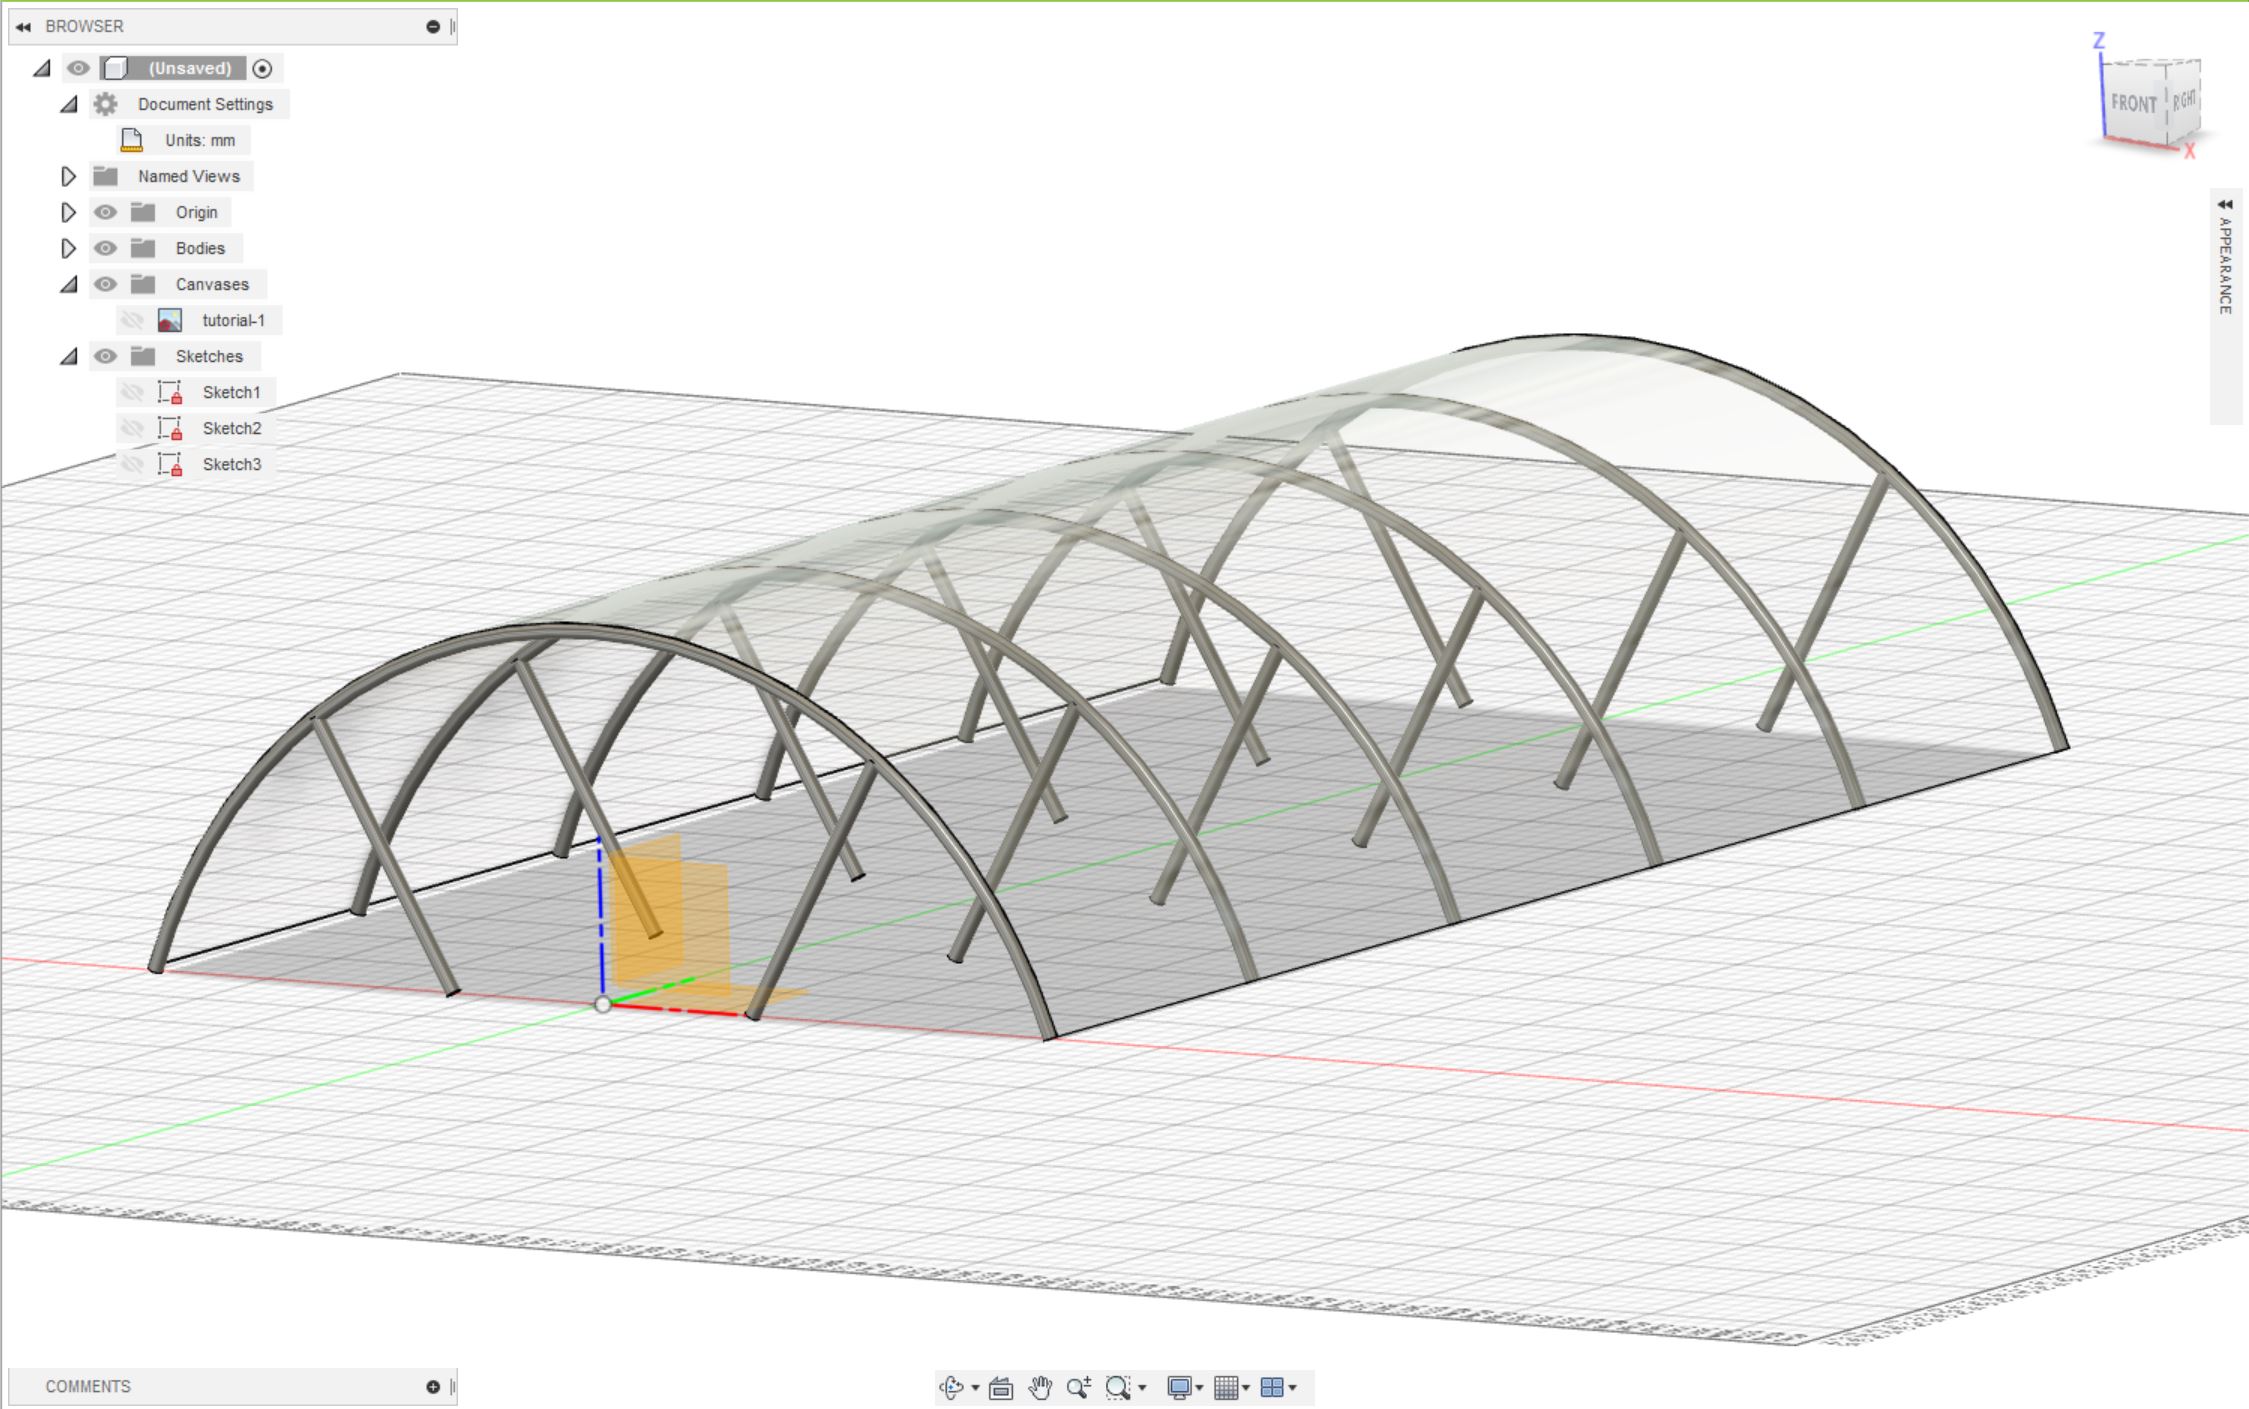 BROWSER
(Unsaved)
Document Settings
Units: mm
Named Views
Origin
Bodies
Canvases
tutorial-1
Sketches
Sketch1
Sketch2
Sketch3
Z
FRONT
RIGHT
X
APPEARANCE
COMMENTS